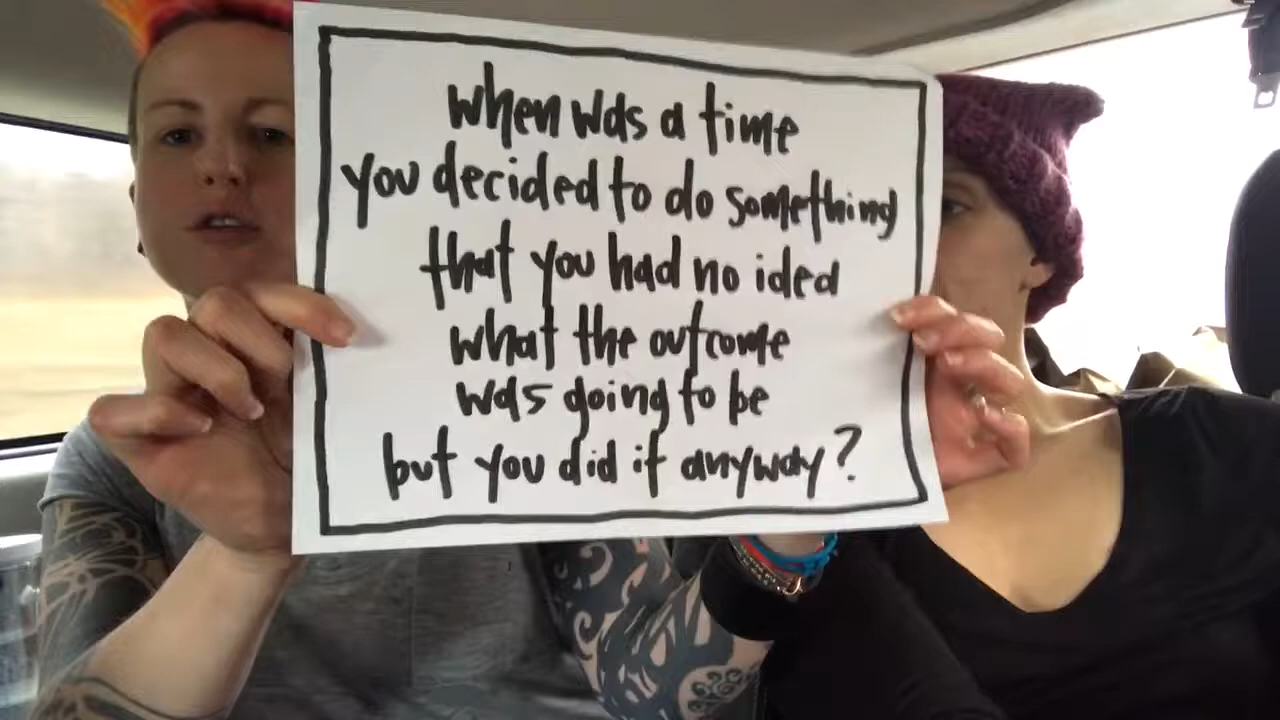 when was a time
you decided to do something
that you had no idea
what the outcome
was going to be
but you did it anyway?